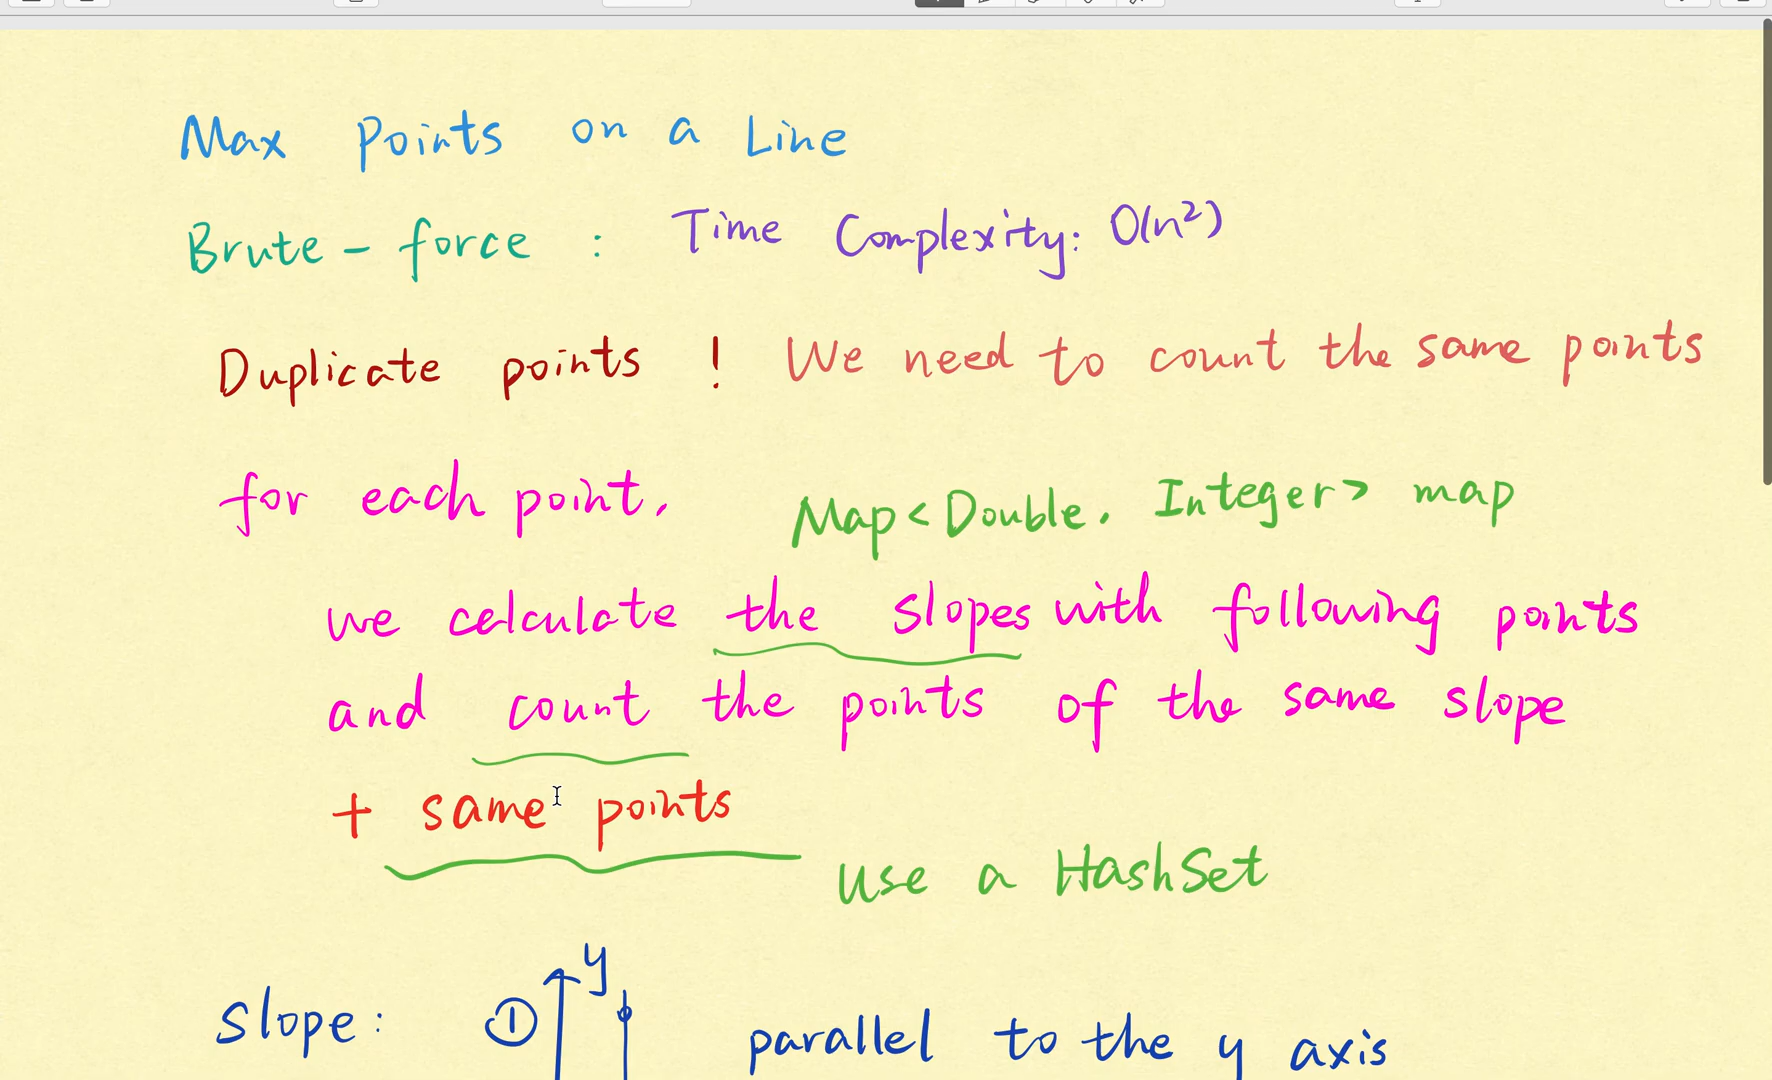 Max Points on a Line
Brute-force : Time Complexity: O(n²)
Duplicate points ! We need to count the same points
for each point, Map<Double, Integer> map
we calculate the slopes with following points
and count the points of the same slope
+ same points
use a HashSet
y
Slope: ① parallel to the y axis